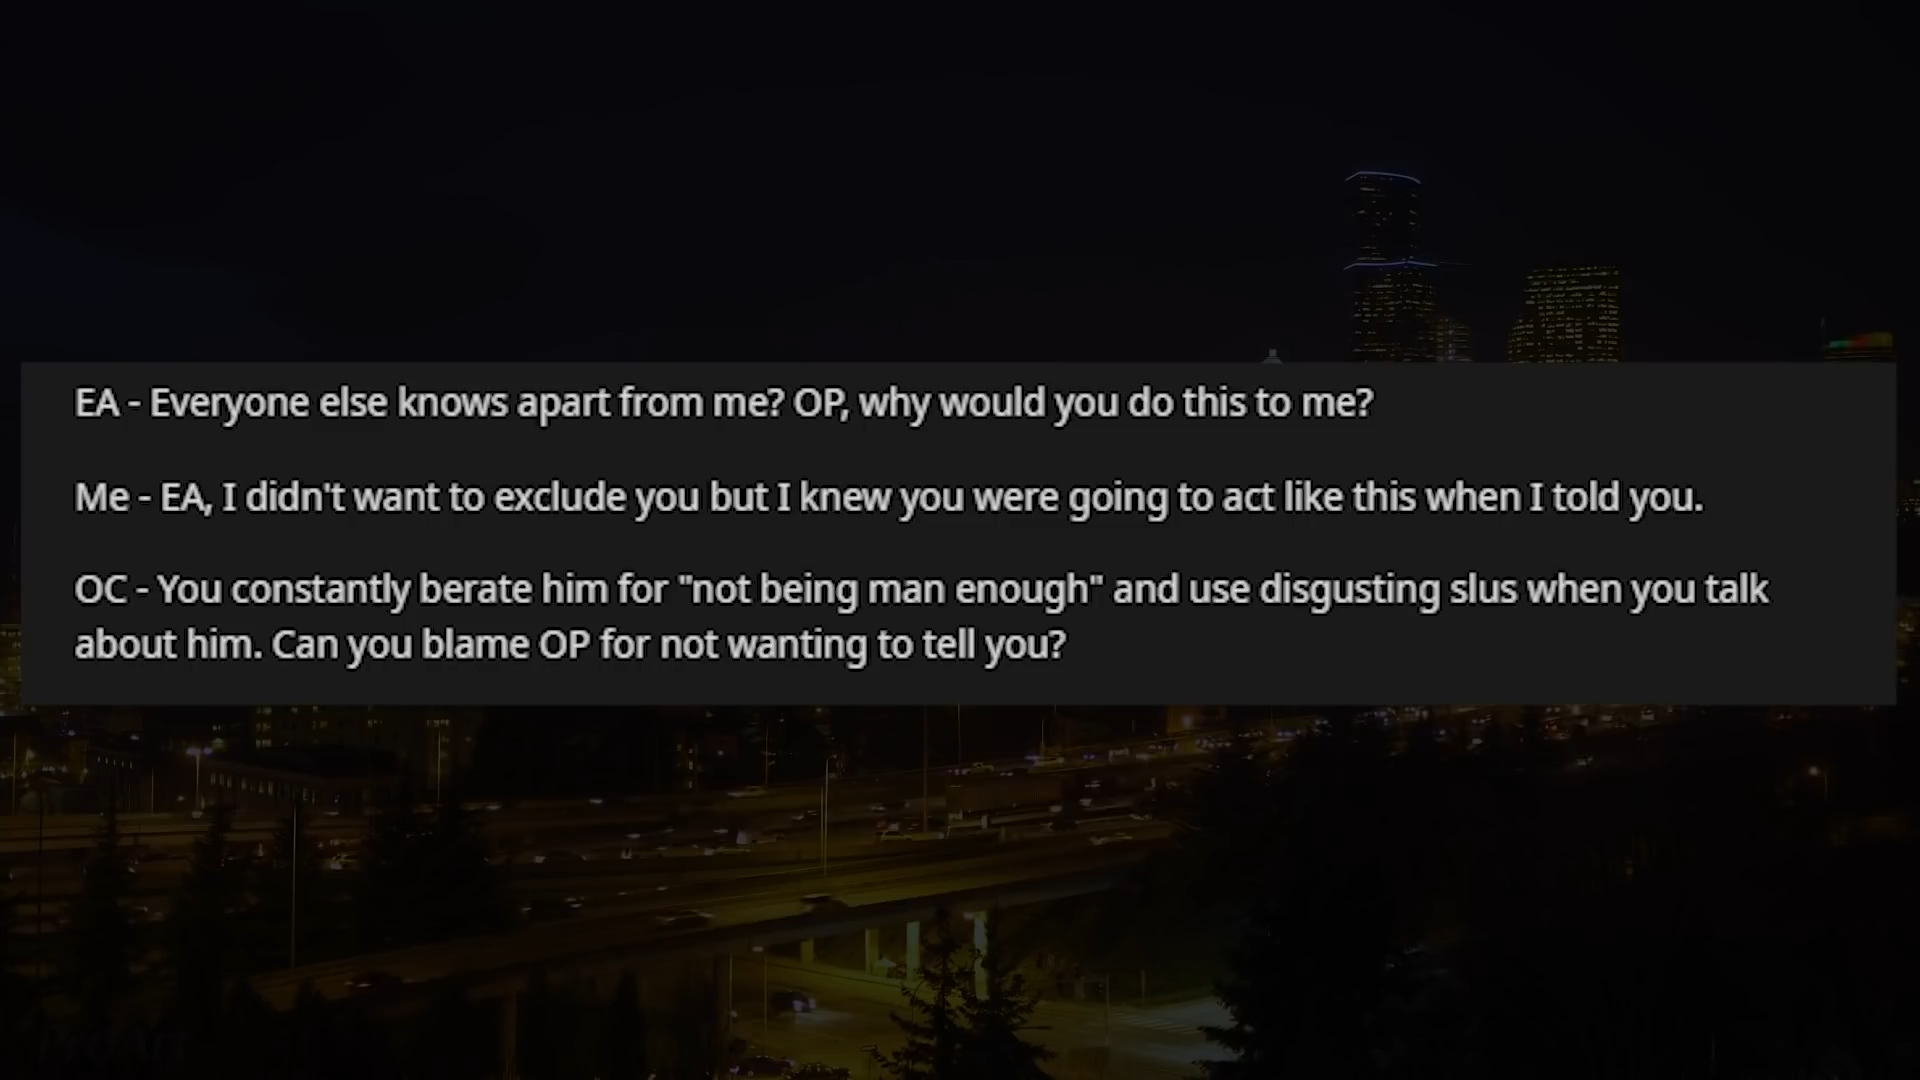 EA - Everyone else knows apart from me? OP, why would you do this to me?
Me - EA, I didn't want to exclude you but I knew you were going to act like this when I told you.
OC - You constantly berate him for "not being man enough" and use disgusting slus when you talk
about him. Can you blame OP for not wanting to tell you?